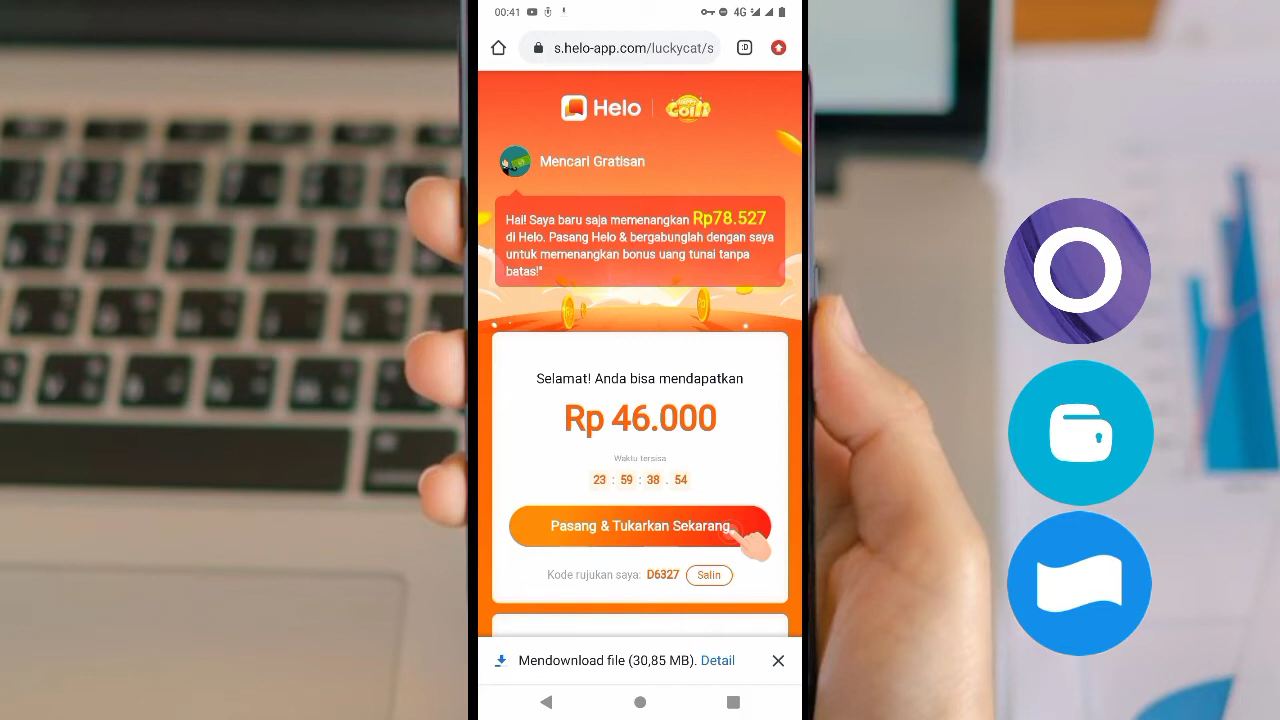 00:41
4G
s.helo-app.com/luckycat/s
:D
Helo
HAPPY
COIN
Mencari Gratisan
Hai! Saya baru saja memenangkan Rp78.527
di Helo. Pasang Helo & bergabunglah dengan saya
untuk memenangkan bonus uang tunai tanpa
batas!"
Selamat! Anda bisa mendapatkan
Rp 46.000
Waktu tersisa
23 : 59 : 38 . 54
Pasang & Tukarkan Sekarang
Kode rujukan saya: D6327 Salin
Mendownload file (30,85 MB). Detail